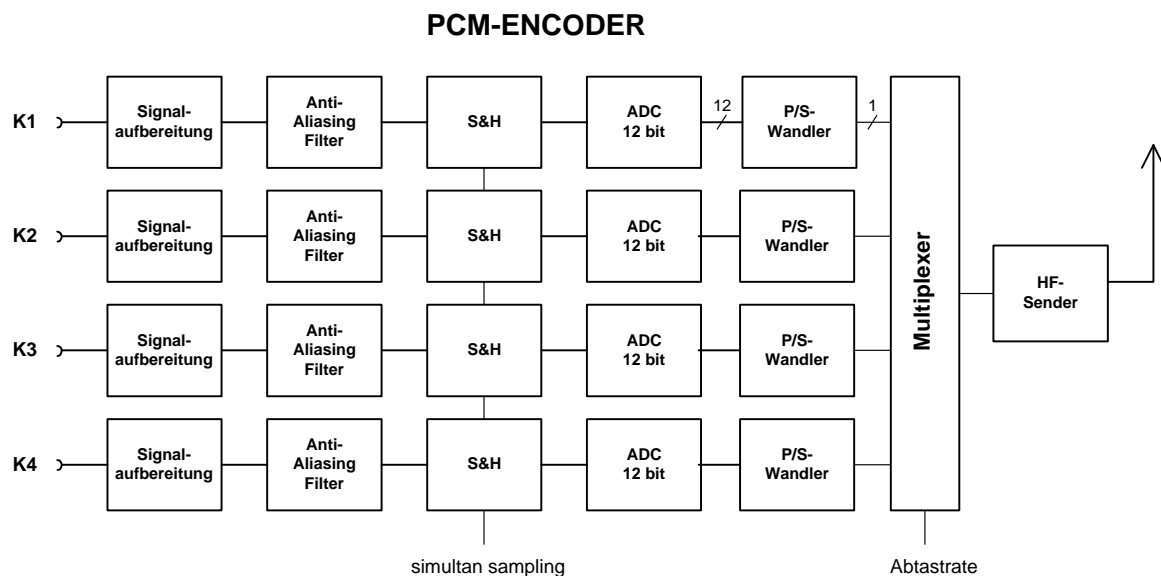 PCM-ENCODER
K1
Signal-
aufbereitung
Anti-
Aliasing
Filter
S&H
ADC
12 bit
12
P/S-
Wandler
1
K2
Signal-
aufbereitung
Anti-
Aliasing
Filter
S&H
ADC
12 bit
P/S-
Wandler
K3
Signal-
aufbereitung
Anti-
Aliasing
Filter
S&H
ADC
12 bit
P/S-
Wandler
K4
Signal-
aufbereitung
Anti-
Aliasing
Filter
S&H
ADC
12 bit
P/S-
Wandler
Multiplexer
HF-
Sender
simultan sampling
Abtastrate